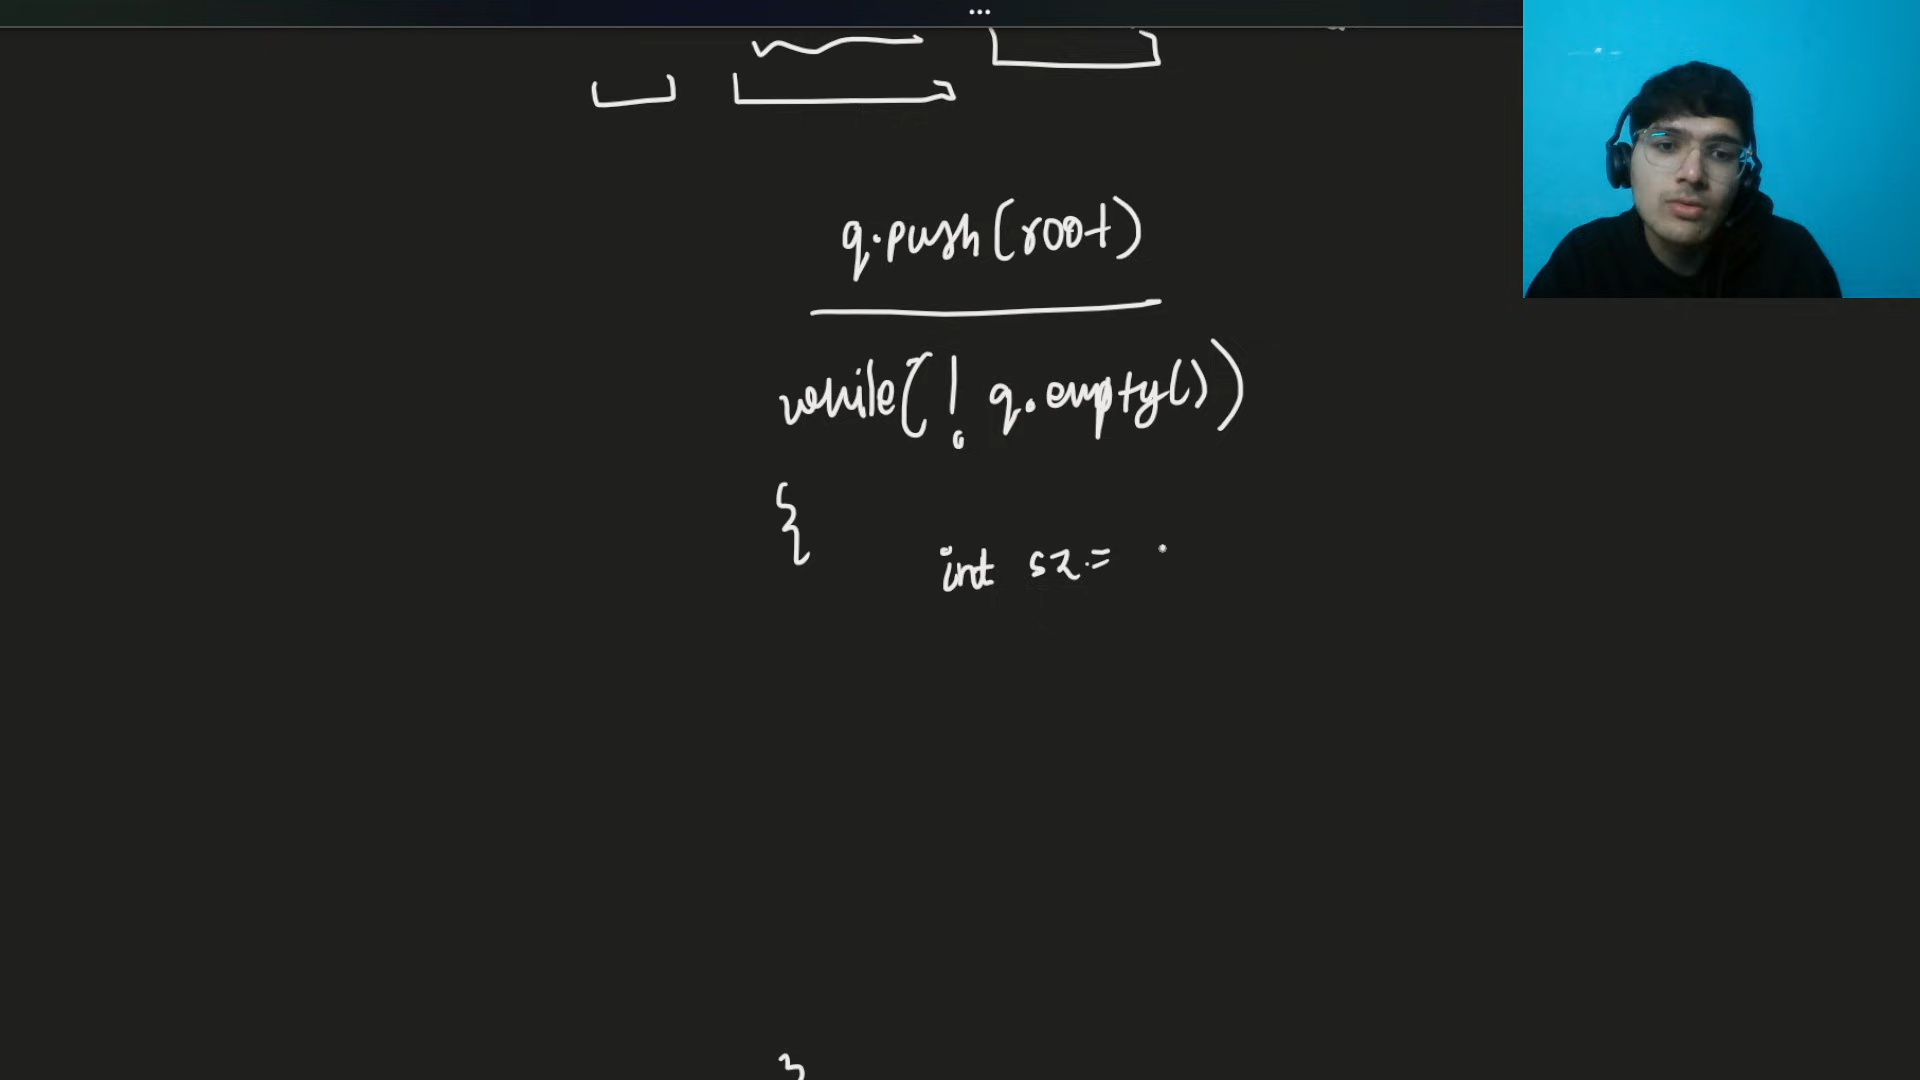 q.push(root)
while(! q.empty())
{
int sz =
}